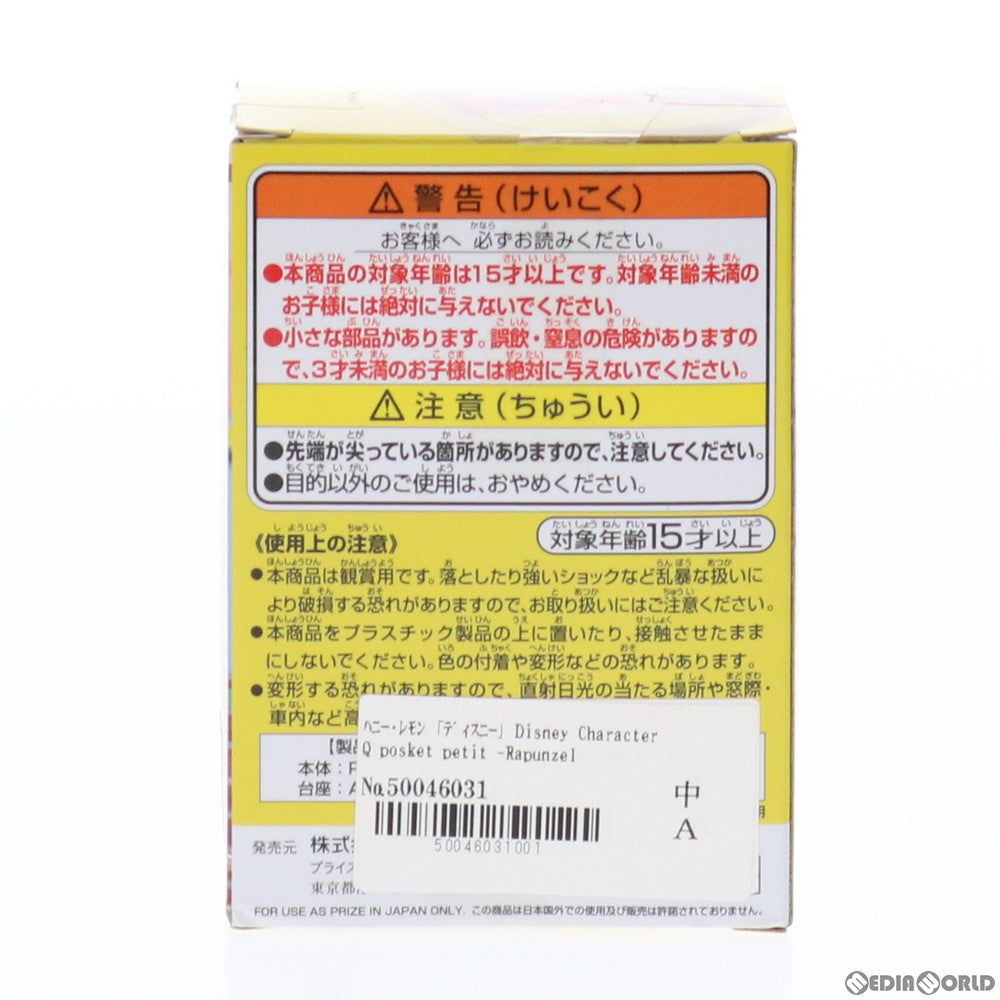 警告(けいこく)
お客様へ 必ずお読みください。
●本商品の対象年齢は15才以上です。対象年齢未満の
お子様には絶対に与えないでください。
●小さな部品があります。誤飲・窒息の危険がありますの
で、3才未満のお子様には絶対に与えないでください。
注意(ちゅうい)
●先端が尖っている箇所がありますので、注意してください。
●目的以外のご使用は、おやめください。
対象年齢15才以上
《使用上の注意》
●本商品は観賞用です。落としたり強いショックなど乱暴な扱いに
より破損する恐れがありますので、お取り扱いにはご注意ください。
●本商品をプラスチック製品の上に置いたり、接触させたまま
にしないでください。色の付着や変形などの恐れがあります。
●変形する恐れがありますので、直射日光の当たる場所や窓際・
車内など高
ハニー・レモン 「ディズニー」 Disney Character
Q posket petit -Rapunzel
No.50046031
中
A
50046031001
【製品
本体:P
台座:A
用
発売元 株式会
プライズ
東京都
FOR USE AS PRIZE IN JAPAN ONLY. この商品は日本国外での使用及び販売は許諾されておりません。
MEDIAWORLD